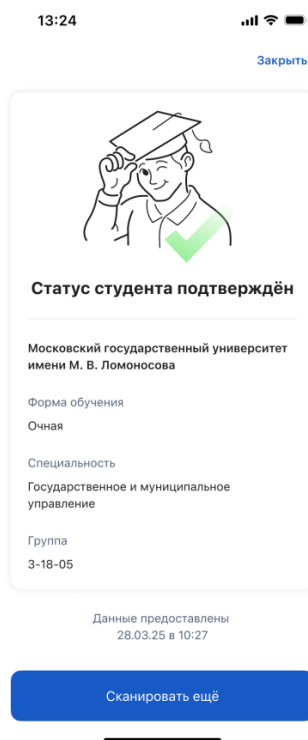 13:24
Закрыть
Статус студента подтверждён
Московский государственный университет
имени М. В. Ломоносова
Форма обучения
Очная
Специальность
Государственное и муниципальное
управление
Группа
3-18-05
Данные предоставлены
28.03.25 в 10:27
Сканировать ещё